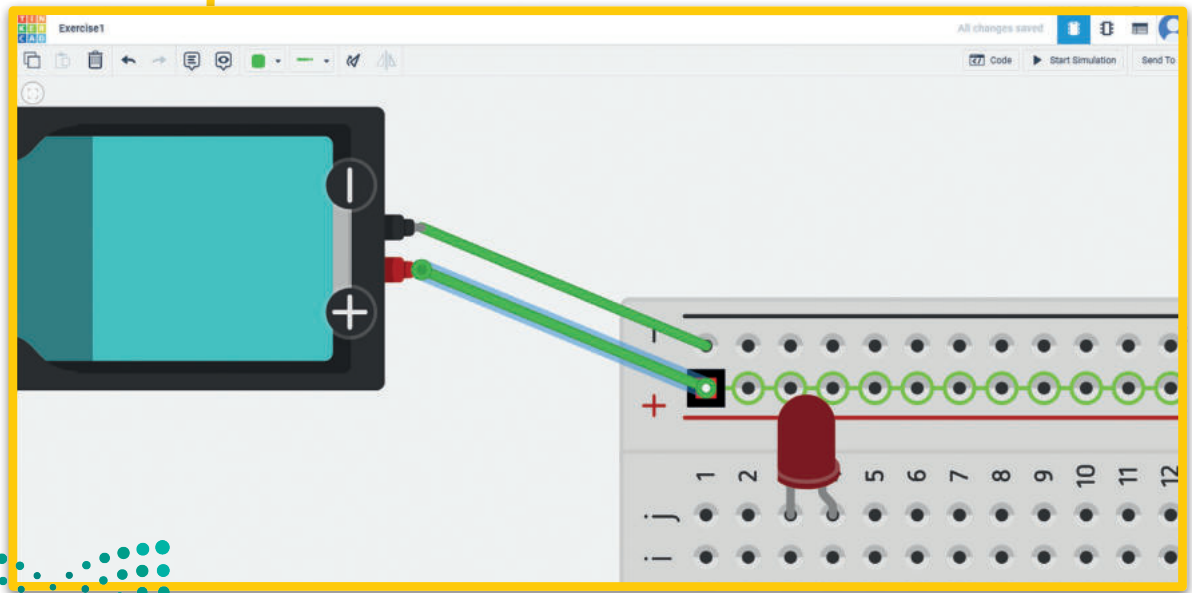 TIN
KER
CAD
Exercise1
All changes saved
Code
Start Simulation
Send To
−
+
−
+
1 2 5 6 7 8 9 10 11 12
j
i